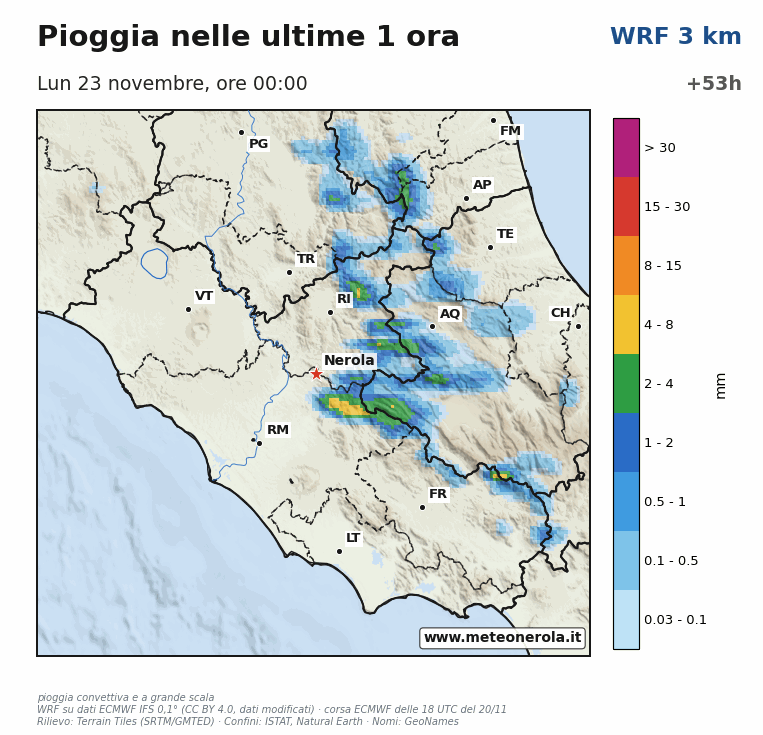 Pioggia nelle ultime 1 ora
WRF 3 km
Lun 23 novembre, ore 00:00
+53h
PG
FM
AP
TE
TR
RI
VT
AQ
CH
Nerola
RM
FR
LT
www.meteonerola.it
> 30
15 - 30
8 - 15
4 - 8
2 - 4
1 - 2
0.5 - 1
0.1 - 0.5
0.03 - 0.1
mm
pioggia convettiva e a grande scala
WRF su dati ECMWF IFS 0,1° (CC BY 4.0, dati modificati) · corsa ECMWF delle 18 UTC del 20/11
Rilievo: Terrain Tiles (SRTM/GMTED) · Confini: ISTAT, Natural Earth · Nomi: GeoNames